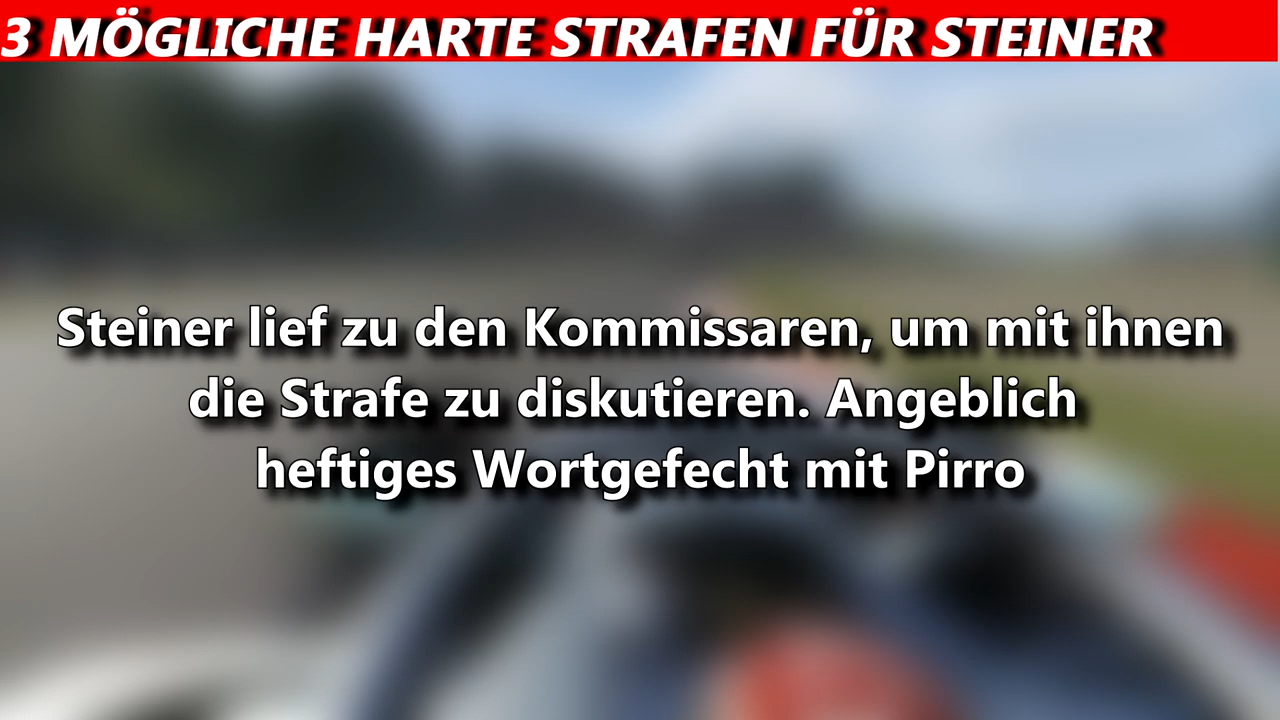 3 MÖGLICHE HARTE STRAFEN FÜR STEINER
Steiner lief zu den Kommissaren, um mit ihnen
die Strafe zu diskutieren. Angeblich
heftiges Wortgefecht mit Pirro